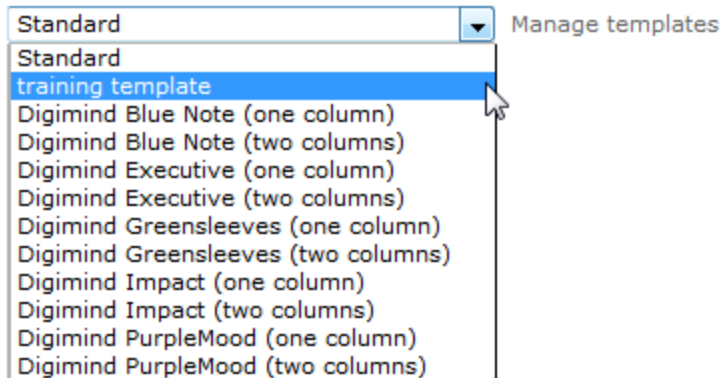 Standard Manage templates
Standard
training template
Digimind Blue Note (one column)
Digimind Blue Note (two columns)
Digimind Executive (one column)
Digimind Executive (two columns)
Digimind Greensleeves (one column)
Digimind Greensleeves (two columns)
Digimind Impact (one column)
Digimind Impact (two columns)
Digimind PurpleMood (one column)
Digimind PurpleMood (two columns)